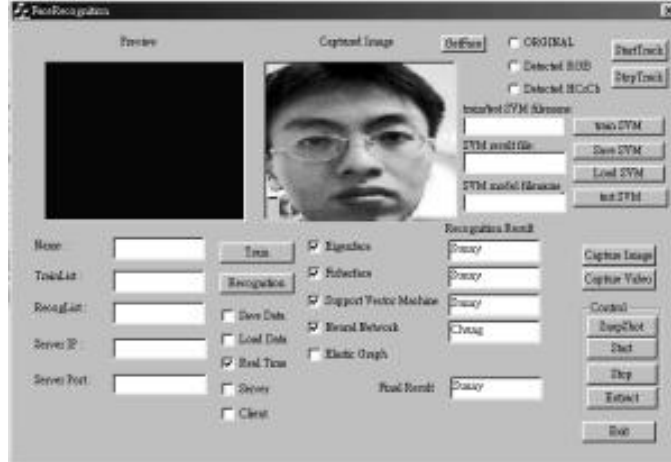 FaceRecognition
Preview
Captured Image
GetFace
ORGINAL
Detected RGB
Detected HCrCb
StartTrack
StopTrack
train/test SVM filename
train SVM
SVM result file:
Save SVM
Load SVM
SVM model filename
test SVM
Recognition Result
Name :
Train
Eigenface
Sunny
Capture Image
TrainList :
Recognition
Fisherface
Sunny
Capture Video
RecogList :
Save Data
Support Vector Machine
Sunny
Control
Load Data
Neural Network
Chung
SnapShot
Server IP :
Real Time
Elastic Graph
Start
Server Port:
Server
Final Result
Sunny
Stop
Client
Extract
Exit